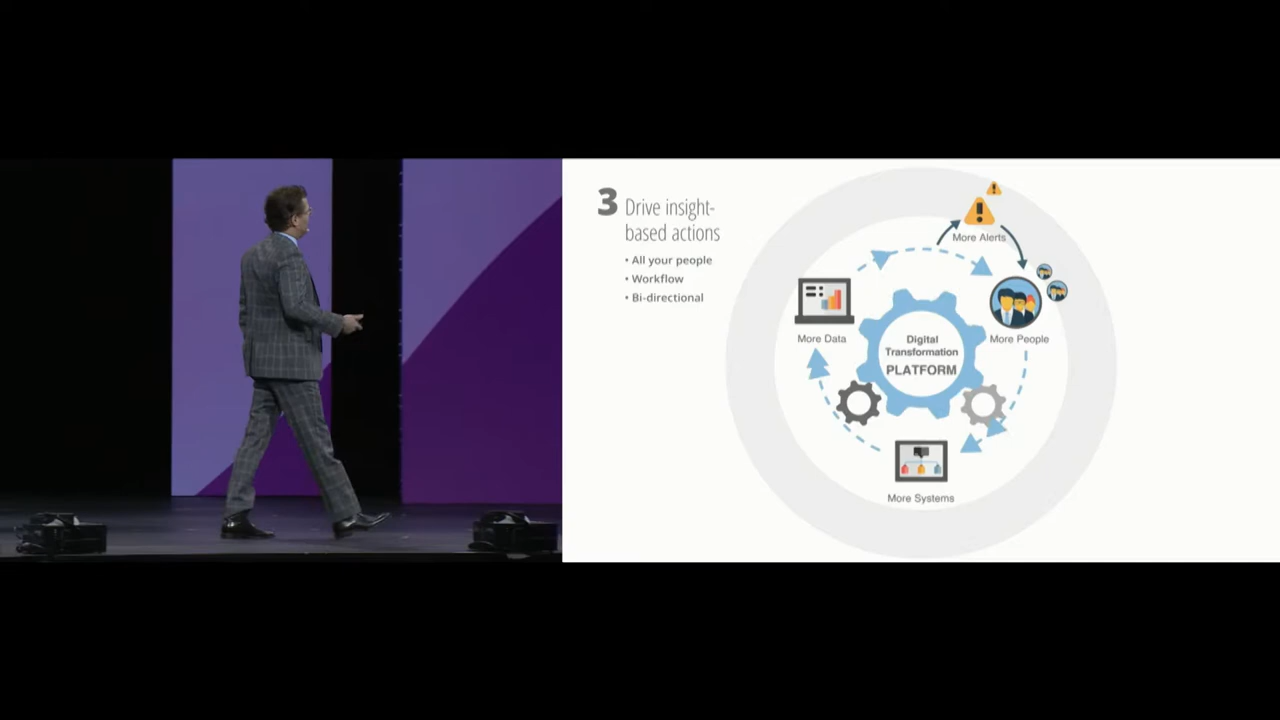 3
Drive insight-
based actions
• All your people
• Workflow
• Bi-directional
More Alerts
More Data
Digital
Transformation
PLATFORM
More People
More Systems